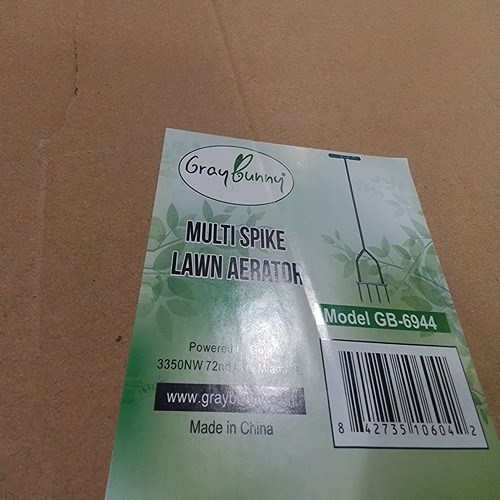 GrayBunny
MULTI SPIKE
LAWN AERATOR
Model GB-6944
Powered
3350NW 72nd
www.grayb
Made in China
8 42735 10604 2